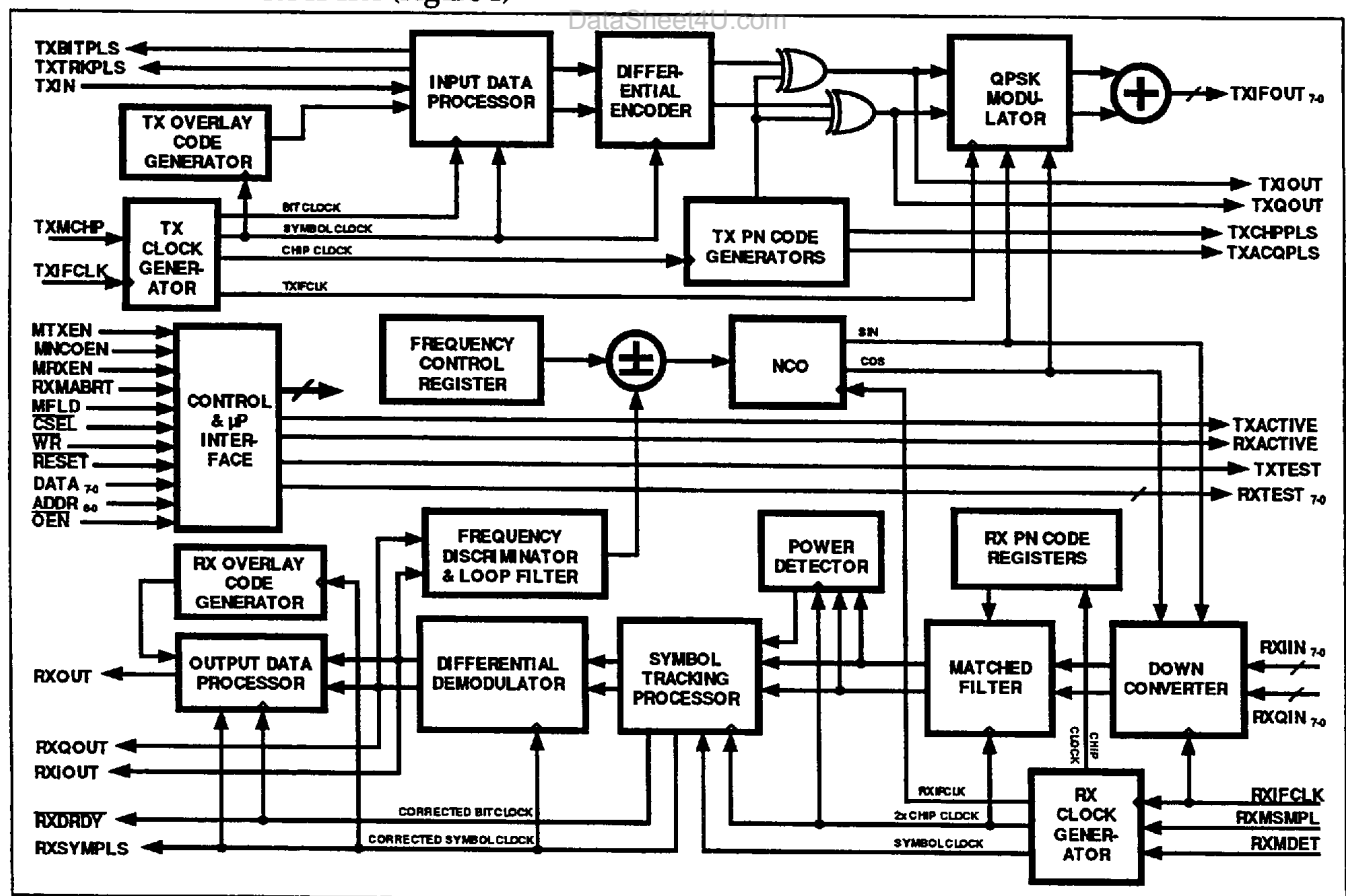 DataSheet4U.com
TXBITPLS
TXTRKPLS
TXIN
INPUT DATA
PROCESSOR
DIFFER-
ENTIAL
ENCODER
QPSK
MODU-
LATOR
+
TXIFOUT 7-0
TX OVERLAY
CODE
GENERATOR
TXIOUT
TXQOUT
TXMCHP
TXIFCLK
TX
CLOCK
GENER-
ATOR
BIT CLOCK
SYMBOL CLOCK
CHIP CLOCK
TXIFCLK
TX PN CODE
GENERATORS
TXCHPPLS
TXACQPLS
MTXEN
MNCOEN
MRXEN
RXMABRT
MFLD
CSEL
WR
RESET
DATA 7-0
ADDR 6-0
OEN
CONTROL
& µP
INTER-
FACE
FREQUENCY
CONTROL
REGISTER
±
NCO
SIN
COS
TXACTIVE
RXACTIVE
TXTEST
RXTEST 7-0
RX OVERLAY
CODE
GENERATOR
FREQUENCY
DISCRIMINATOR
& LOOP FILTER
POWER
DETECTOR
RX PN CODE
REGISTERS
RXOUT
OUTPUT DATA
PROCESSOR
DIFFERENTIAL
DEMODULATOR
SYMBOL
TRACKING
PROCESSOR
MATCHED
FILTER
DOWN
CONVERTER
RXIIN 7-0
RXQIN 7-0
RXQOUT
RXIOUT
CHIP
CLOCK
RXDRDY
RXSYMPLS
CORRECTED BIT CLOCK
CORRECTED SYMBOL CLOCK
RXIFCLK
2x CHIP CLOCK
SYMBOL CLOCK
RX
CLOCK
GENER-
ATOR
RXIFCLK
RXMSMPL
RXMDET